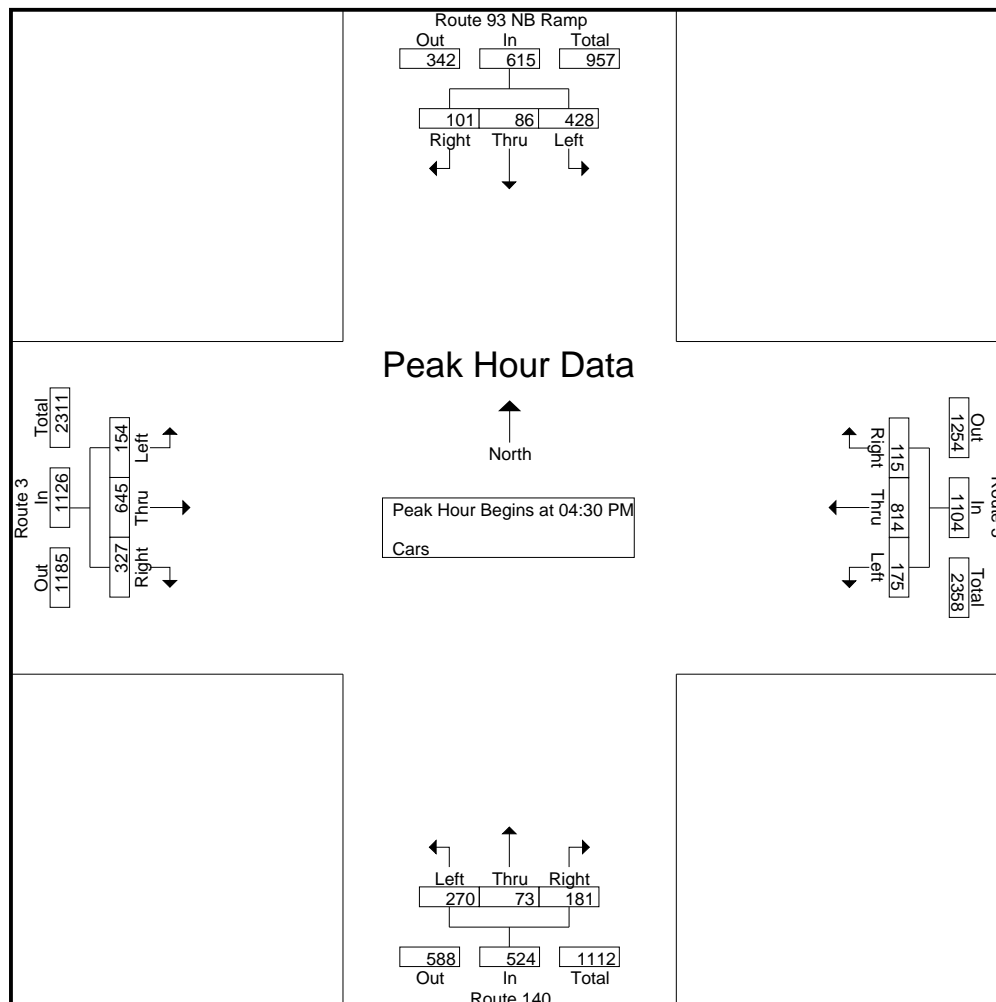 Route 93 NB Ramp
Out In Total
342 615 957
101 86 428
Right Thru Left
Peak Hour Data
North
Peak Hour Begins at 04:30 PM
Cars
Route 3
Total In Out
2311 1126 1185
154 645 327
Left Thru Right
Out In Total
1254 1104 2358
115 814 175
Right Thru Left
Left Thru Right
270 73 181
588 524 1112
Out In Total
Route 140